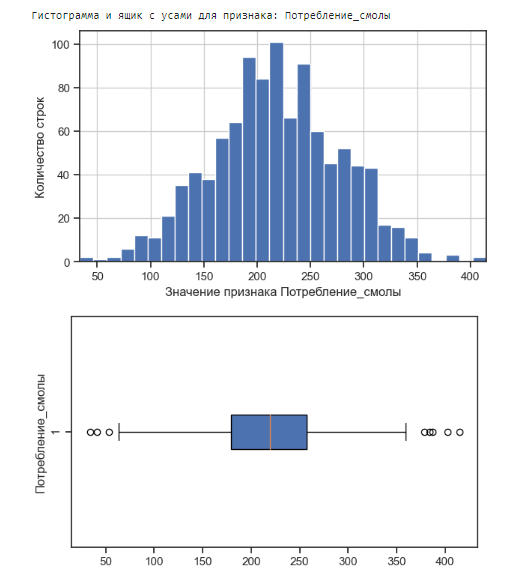 Гистограмма и ящик с усами для признака: Потребление_смолы
Количество строк
100
80
60
40
20
0
50 100 150 200 250 300 350 400
Значение признака Потребление_смолы
Потребление_смолы
1
50 100 150 200 250 300 350 400